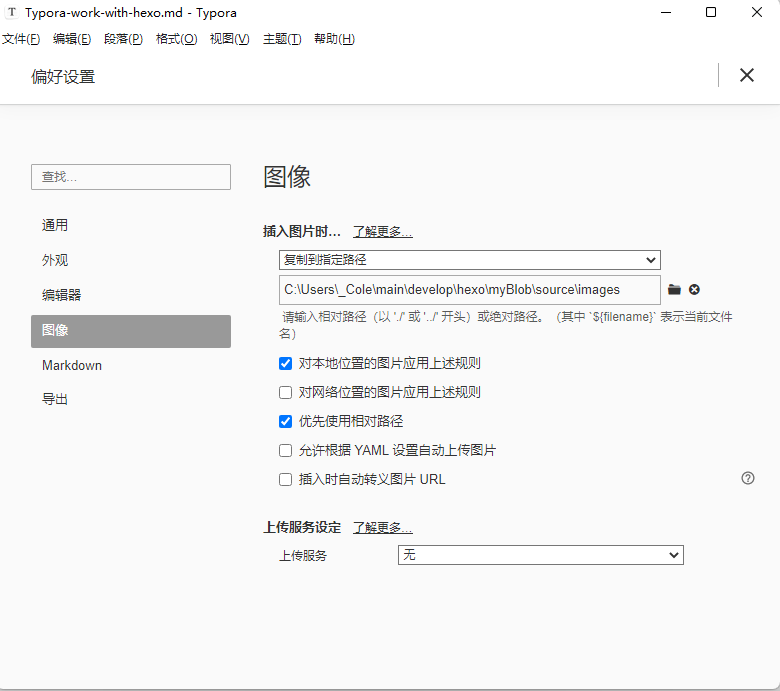 T Typora-work-with-hexo.md - Typora
文件(F) 编辑(E) 段落(P) 格式(O) 视图(V) 主题(T) 帮助(H)
偏好设置
查找...
通用
外观
编辑器
图像
Markdown
导出
图像
插入图片时... 了解更多...
复制到指定路径
C:\Users\_Cole\main\develop\hexo\myBlob\source\images
请输入相对路径（以 './' 或 '../' 开头）或绝对路径。（其中 `${filename}` 表示当前文件
名）
对本地位置的图片应用上述规则
对网络位置的图片应用上述规则
优先使用相对路径
允许根据 YAML 设置自动上传图片
插入时自动转义图片 URL
上传服务设定 了解更多...
上传服务 无